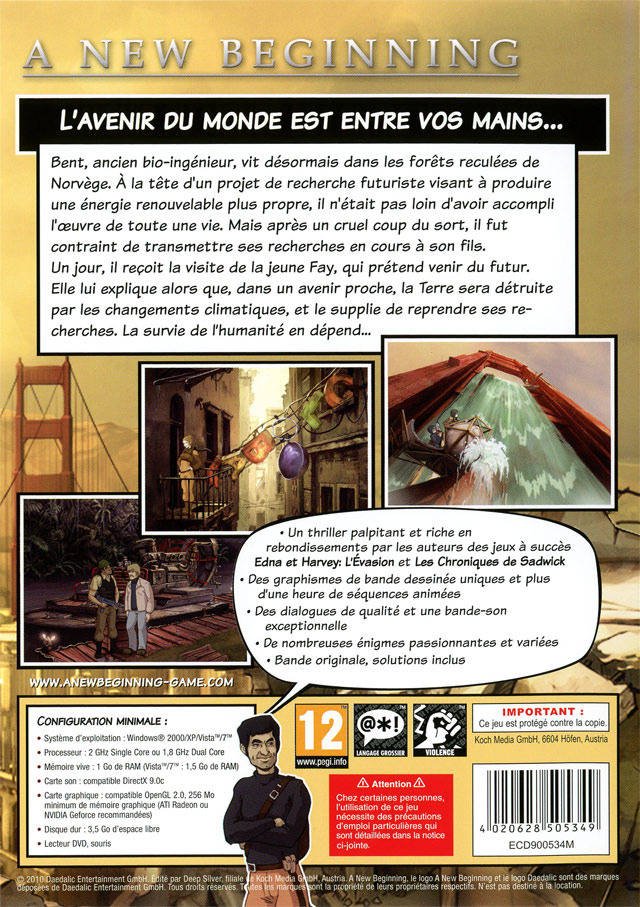 A NEW BEGINNING
L'AVENIR DU MONDE EST ENTRE VOS MAINS...
Bent, ancien bio-ingénieur, vit désormais dans les forêts reculées de
Norvège. À la tête d'un projet de recherche futuriste visant à produire
une énergie renouvelable plus propre, il n'était pas loin d'avoir accompli
l'œuvre de toute une vie. Mais après un cruel coup du sort, il fut
contraint de transmettre ses recherches en cours à son fils.
Un jour, il reçoit la visite de la jeune Fay, qui prétend venir du futur.
Elle lui explique alors que, dans un avenir proche, la Terre sera détruite
par les changements climatiques, et le supplie de reprendre ses re-
cherches. La survie de l'humanité en dépend...
• Un thriller palpitant et riche en
rebondissements par les auteurs des jeux à succès
Edna et Harvey: L'Évasion et Les Chroniques de Sadwick
• Des graphismes de bande dessinée uniques et plus
d'une heure de séquences animées
• Des dialogues de qualité et une bande-son
exceptionnelle
• De nombreuses énigmes passionnantes et variées
• Bande originale, solutions inclus
WWW.ANEWBEGINNING-GAME.COM
CONFIGURATION MINIMALE :
• Système d'exploitation : Windows® 2000/XP/Vista™/7™
• Processeur : 2 GHz Single Core ou 1,8 GHz Dual Core
• Mémoire vive : 1 Go de RAM (Vista™/7™ : 1,5 Go de RAM)
• Carte son : compatible DirectX 9.0c
• Carte graphique : compatible OpenGL 2.0, 256 Mo
minimum de mémoire graphique (ATI Radeon ou
NVIDIA Geforce recommandées)
• Disque dur : 3,5 Go d'espace libre
• Lecteur DVD, souris
12
www.pegi.info
@*!
LANGAGE GROSSIER
VIOLENCE
⚠ Attention ⚠
Chez certaines personnes,
l'utilisation de ce jeu
nécessite des précautions
d'emploi particulières qui
sont détaillées dans la notice
ci-jointe.
IMPORTANT :
Ce jeu est protégé contre la copie.
Koch Media GmbH, 6604 Höfen, Austria
4 020628 505349
ECD900534M
© 2010 Daedalic Entertainment GmbH. Édité par Deep Silver, filiale de Koch Media GmbH, Austria. A New Beginning, le logo A New Beginning et le logo Daedalic sont des marques
déposées de Daedalic Entertainment GmbH. Tous droits réservés. Toutes les marques sont la propriété de leurs propriétaires respectifs. N'est pas destiné à la location.